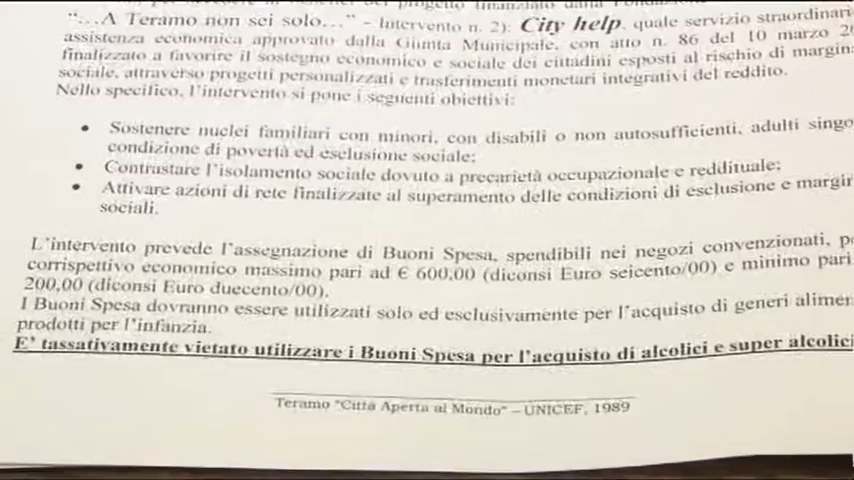 progetto finanziato dalla Fondazione
“...A Teramo non sei solo...” - Intervento n. 2): City help, quale servizio straordinari
assistenza economica approvato dalla Giunta Municipale, con atto n. 86 del 10 marzo 20
finalizzato a favorire il sostegno economico e sociale dei cittadini esposti al rischio di margin
sociale, attraverso progetti personalizzati e trasferimenti monetari integrativi del reddito.
Nello specifico, l'intervento si pone i seguenti obiettivi:
• Sostenere nuclei familiari con minori, con disabili o non autosufficienti, adulti singo
condizione di povertà ed esclusione sociale;
• Contrastare l'isolamento sociale dovuto a precarietà occupazionale e reddituale;
• Attivare azioni di rete finalizzate al superamento delle condizioni di esclusione e margin
sociali.
L'intervento prevede l'assegnazione di Buoni Spesa, spendibili nei negozi convenzionati, p
corrispettivo economico massimo pari ad € 600,00 (diconsi Euro seicento/00) e minimo pari
200,00 (diconsi Euro duecento/00).
I Buoni Spesa dovranno essere utilizzati solo ed esclusivamente per l'acquisto di generi alimen
prodotti per l'infanzia.
E' tassativamente vietato utilizzare i Buoni Spesa per l'acquisto di alcolici e super alcolici
Teramo "Città Aperta al Mondo" – UNICEF, 1989